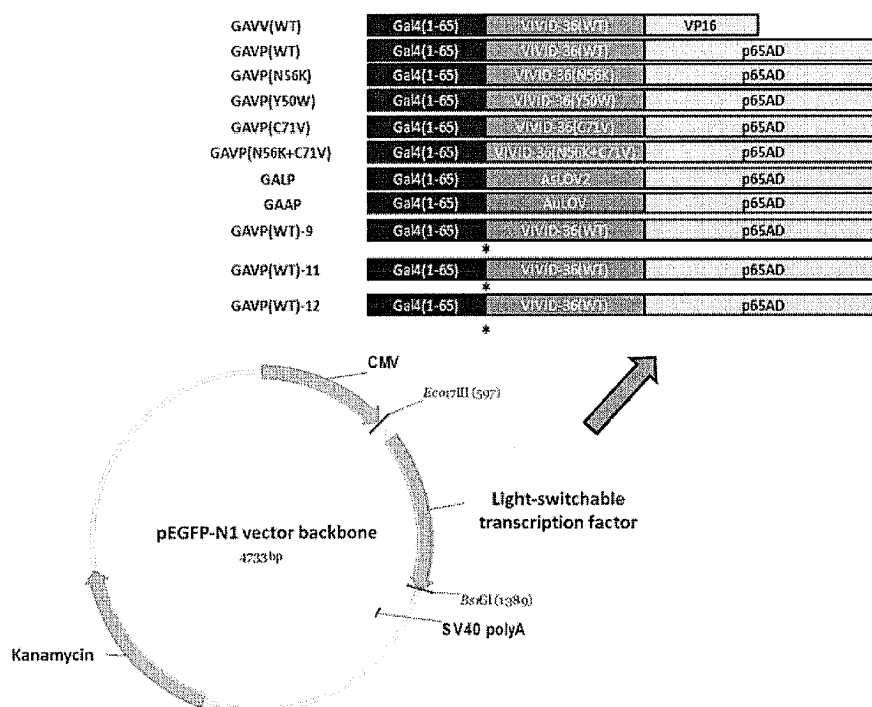 GAVV(WT) Gal4(1-65) VIVID-36(WT) VP16
GAVP(WT) Gal4(1-65) VIVID-36(WT) p65AD
GAVP(N56K) Gal4(1-65) VIVID-36(N56K) p65AD
GAVP(Y50W) Gal4(1-65) VIVID-36(Y50W) p65AD
GAVP(C71V) Gal4(1-65) VIVID-36(C71V) p65AD
GAVP(N56K+C71V) Gal4(1-65) VIVID-36(N56K+C71V) p65AD
GALP Gal4(1-65) AsLOV2 p65AD
GAAP Gal4(1-65) AuLOV p65AD
GAVP(WT)-9 Gal4(1-65) VIVID-36(WT) p65AD
*
GAVP(WT)-11 Gal4(1-65) VIVID-36(WT) p65AD
*
GAVP(WT)-12 Gal4(1-65) VIVID-36(WT) p65AD
*
CMV
Eco47III (597)
Light-switchable
transcription factor
pEGFP-N1 vector backbone
4733 bp
BsrGI (1389)
SV40 polyA
Kanamycin